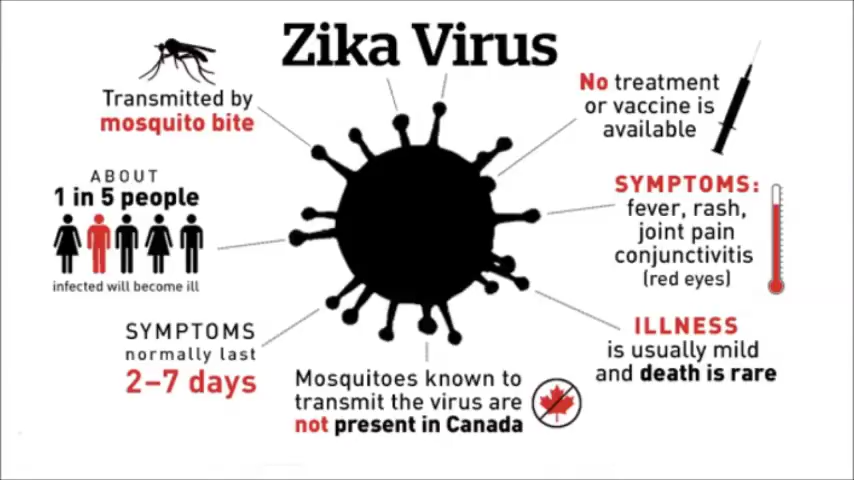 Zika Virus
Transmitted by
mosquito bite
No treatment
or vaccine is
available
ABOUT
1 in 5 people
infected will become ill
SYMPTOMS:
fever, rash,
joint pain
conjunctivitis
(red eyes)
SYMPTOMS
normally last
2–7 days
ILLNESS
is usually mild
and death is rare
Mosquitoes known to
transmit the virus are
not present in Canada